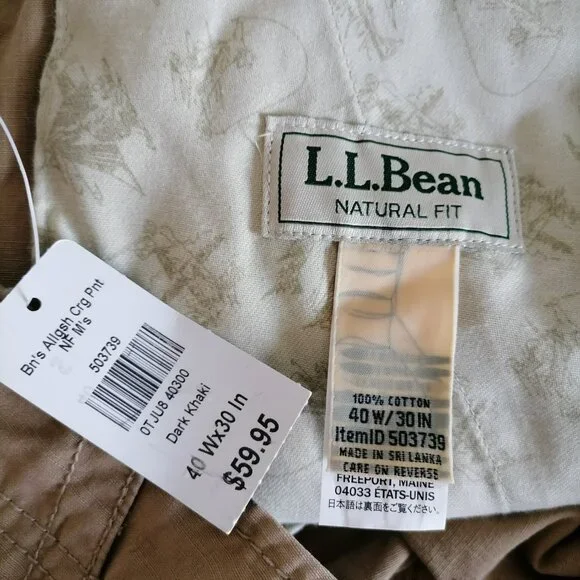 L.L.Bean
NATURAL FIT
100% COTTON
40 W/30 IN
ItemID 503739
MADE IN SRI LANKA
CARE ON REVERSE
FREEPORT, MAINE
04033 ÉTATS-UNIS
日本語は裏面をご覧ください
Bn's Allgsh Crg Pnt
NF M's
503739
0TJU8 40300
Dark Khaki
40 Wx30 In
$59.95